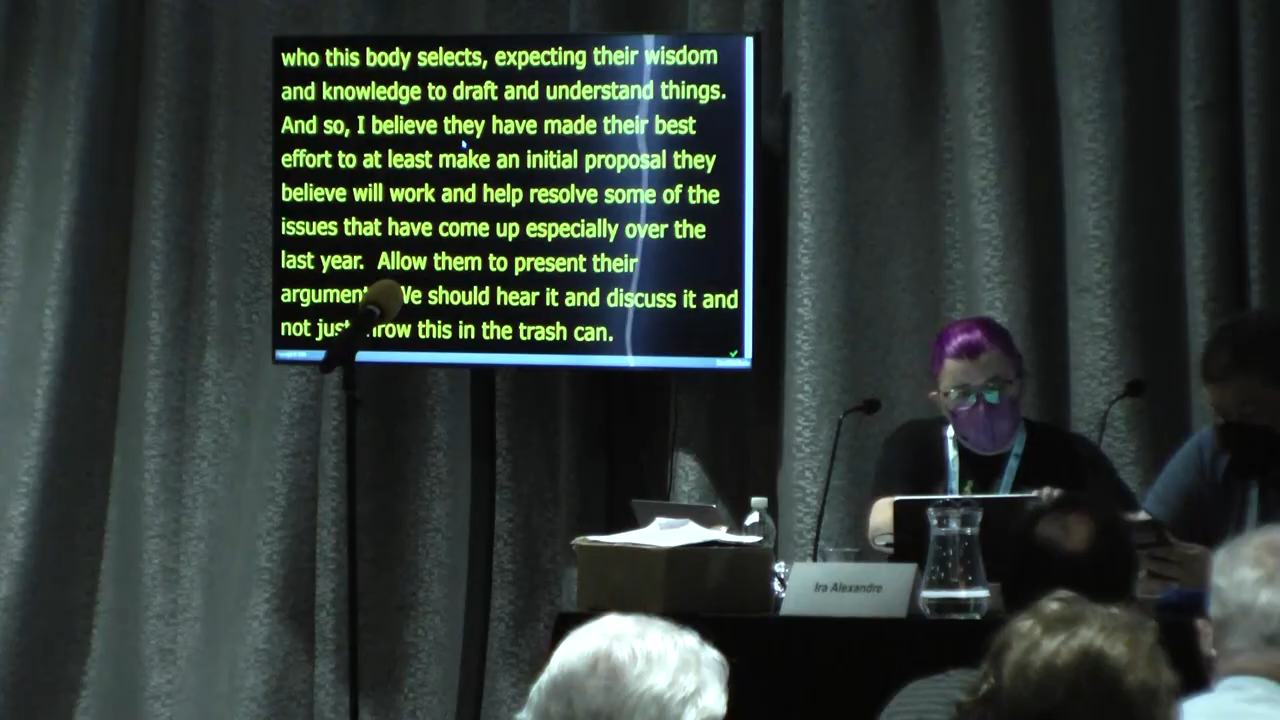 who this body selects, expecting their wisdom
and knowledge to draft and understand things.
And so, I believe they have made their best
effort to at least make an initial proposal they
believe will work and help resolve some of the
issues that have come up especially over the
last year. Allow them to present their
We should hear it and discuss it and
not this in the trash can.
Ira Alexandre